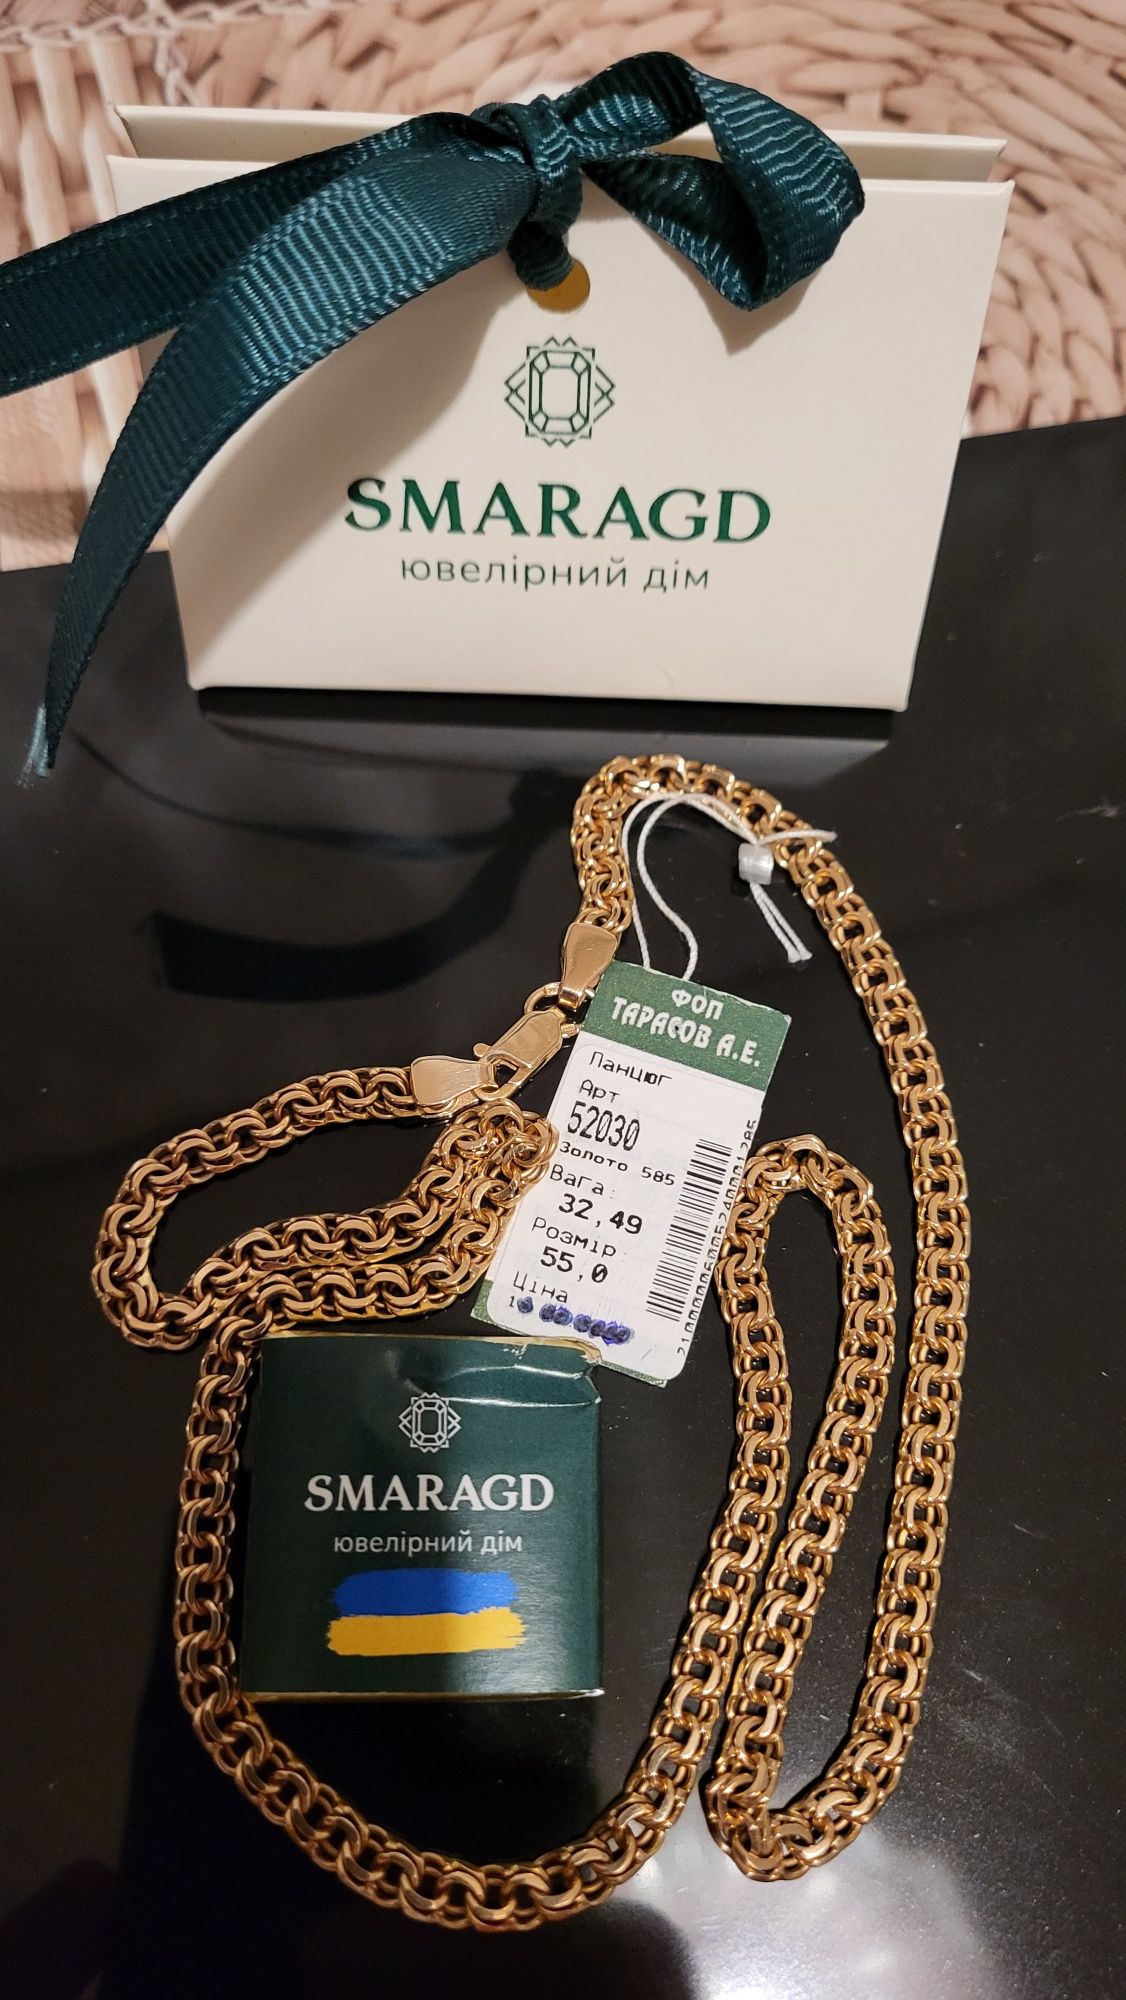 SMARAGD
ювелірний дім
ФОП
ТАРАСОВ А.Е.
Ланцюг
Арт
52030
Золото 585
Вага:
32,49
Розмір
55,0
Ціна
SMARAGD
ювелірний дім